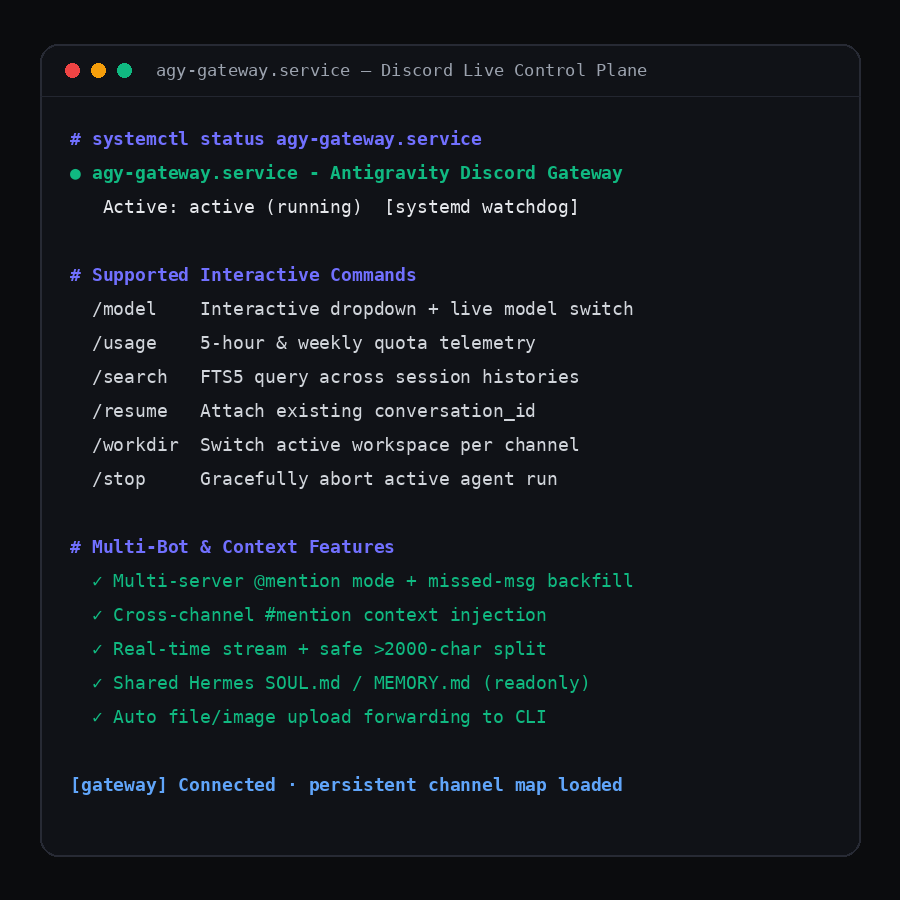 agy-gateway.service — Discord Live Control Plane
# systemctl status agy-gateway.service
● agy-gateway.service - Antigravity Discord Gateway
Active: active (running)  [systemd watchdog]
# Supported Interactive Commands
/model    Interactive dropdown + live model switch
/usage    5-hour & weekly quota telemetry
/search   FTS5 query across session histories
/resume   Attach existing conversation_id
/workdir  Switch active workspace per channel
/stop     Gracefully abort active agent run
# Multi-Bot & Context Features
✓ Multi-server @mention mode + missed-msg backfill
✓ Cross-channel #mention context injection
✓ Real-time stream + safe >2000-char split
✓ Shared Hermes SOUL.md / MEMORY.md (readonly)
✓ Auto file/image upload forwarding to CLI
[gateway] Connected · persistent channel map loaded